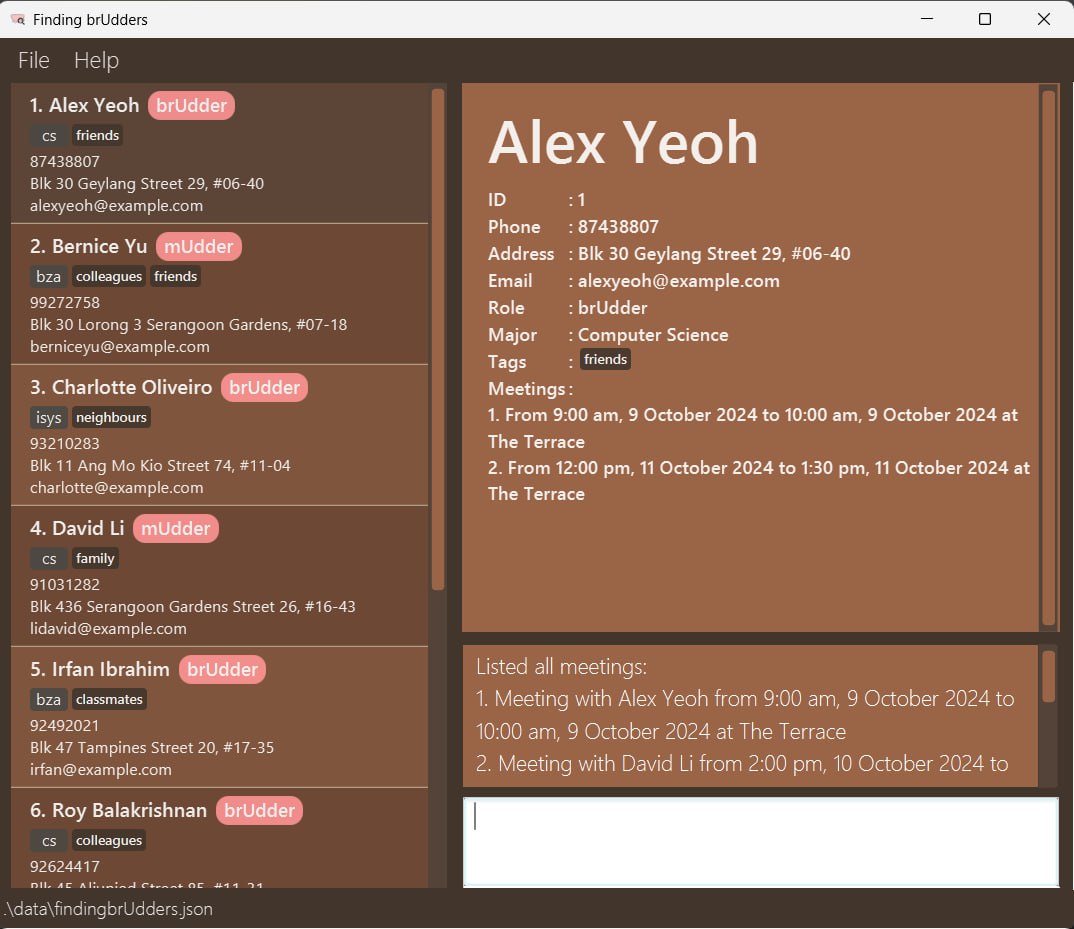 Finding brUdders
File Help
1. Alex Yeoh brUdder
cs friends
87438807
Blk 30 Geylang Street 29, #06-40
alexyeoh@example.com
2. Bernice Yu mUdder
bza colleagues friends
99272758
Blk 30 Lorong 3 Serangoon Gardens, #07-18
berniceyu@example.com
3. Charlotte Oliveiro brUdder
isys neighbours
93210283
Blk 11 Ang Mo Kio Street 74, #11-04
charlotte@example.com
4. David Li mUdder
cs family
91031282
Blk 436 Serangoon Gardens Street 26, #16-43
lidavid@example.com
5. Irfan Ibrahim brUdder
bza classmates
92492021
Blk 47 Tampines Street 20, #17-35
irfan@example.com
6. Roy Balakrishnan brUdder
cs colleagues
92624417
Blk 45 Aljunied Street 85, #11-31
Alex Yeoh
ID : 1
Phone : 87438807
Address : Blk 30 Geylang Street 29, #06-40
Email : alexyeoh@example.com
Role : brUdder
Major : Computer Science
Tags : friends
Meetings :
1. From 9:00 am, 9 October 2024 to 10:00 am, 9 October 2024 at
The Terrace
2. From 12:00 pm, 11 October 2024 to 1:30 pm, 11 October 2024 at
The Terrace
Listed all meetings:
1. Meeting with Alex Yeoh from 9:00 am, 9 October 2024 to
10:00 am, 9 October 2024 at The Terrace
2. Meeting with David Li from 2:00 pm, 10 October 2024 to
.\data\findingbrUdders.json